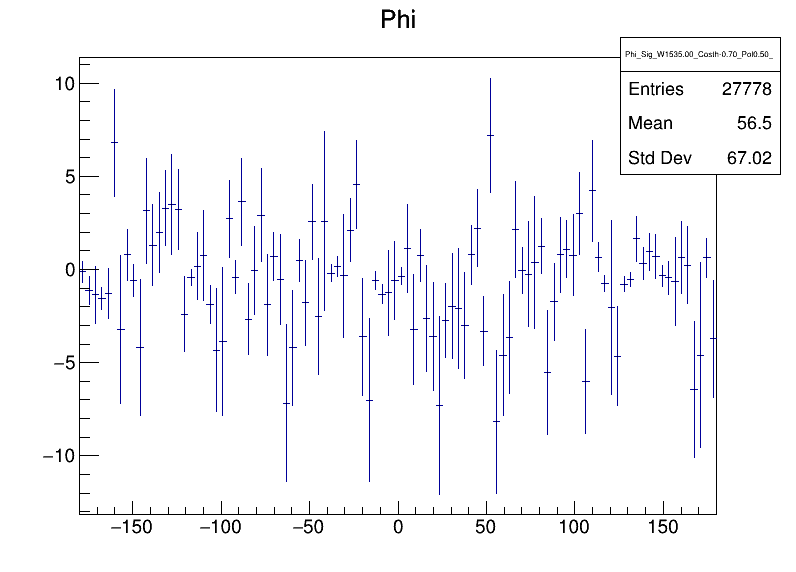 Phi
Phi_Sig_W1535.00_Costh-0.70_Pol0.50_
Entries 27778
Mean 56.5
Std Dev 67.02
10
5
0
−5
−10
−150 −100 −50 0 50 100 150